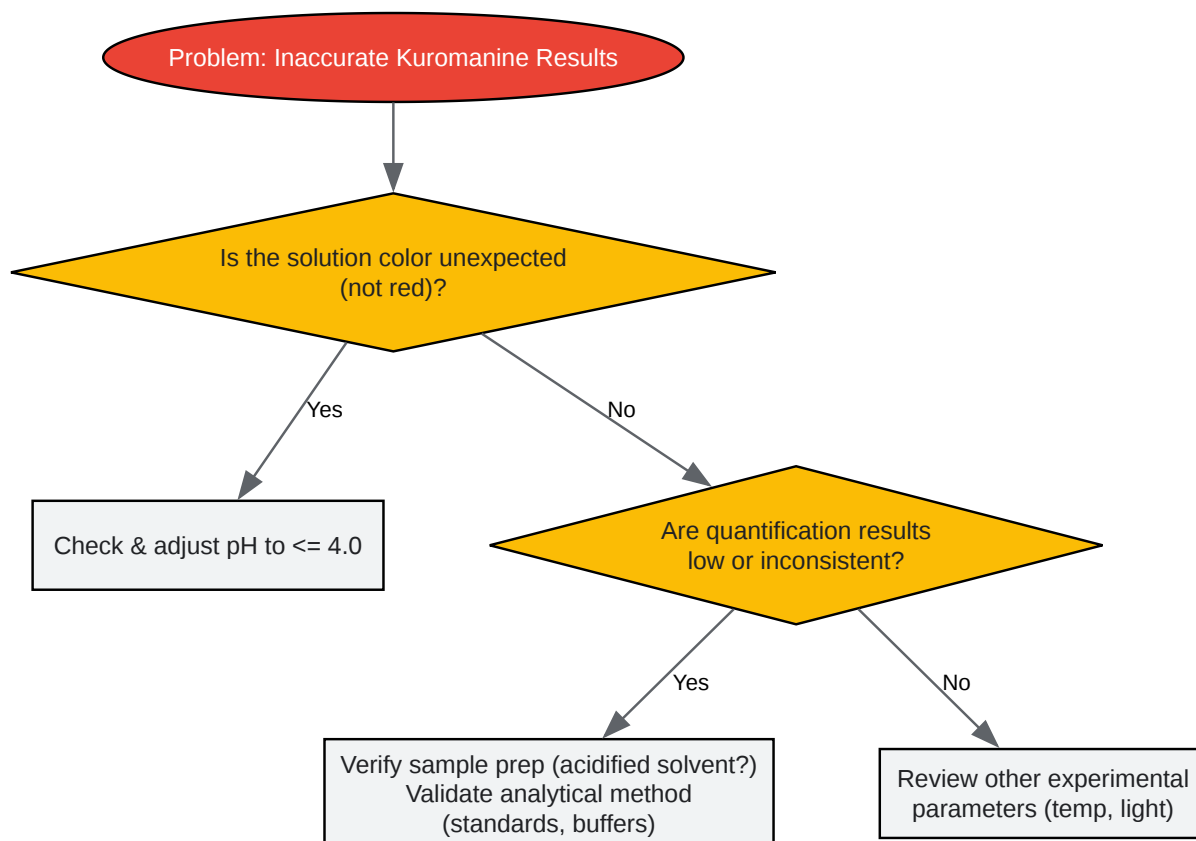 Problem: Inaccurate Kuromanine Results
Is the solution color unexpected
(not red)?
Yes
No
Check & adjust pH to <= 4.0
Are quantification results
low or inconsistent?
Yes
No
Verify sample prep (acidified solvent?)
Validate analytical method
(standards, buffers)
Review other experimental
parameters (temp, light)